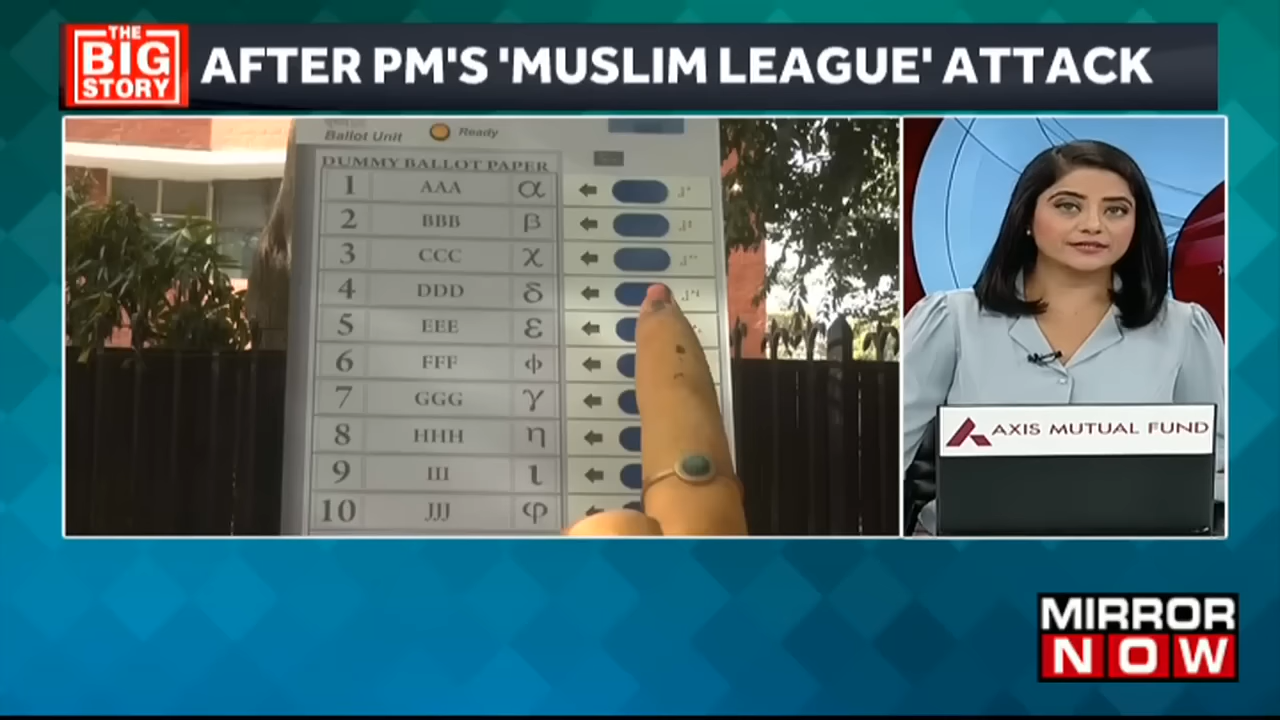 THE
BIG
STORY
AFTER PM'S 'MUSLIM LEAGUE' ATTACK
Ballot Unit
Ready
DUMMY BALLOT PAPER
1 AAA α
2 BBB β
3 CCC χ
4 DDD δ
5 EEE ε
6 FFF ϕ
7 GGG γ
8 HHH η
9 III ι
10 JJJ φ
AXIS MUTUAL FUND
MIRROR
NOW